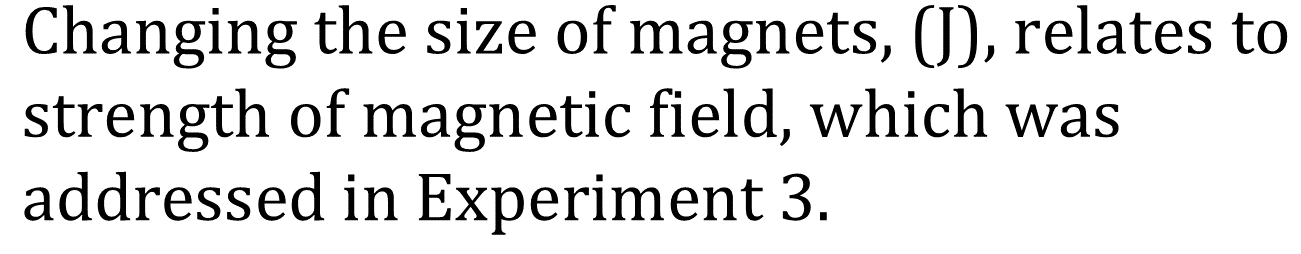 Changing the size of magnets, (J), relates to
strength of magnetic field, which was
addressed in Experiment 3.